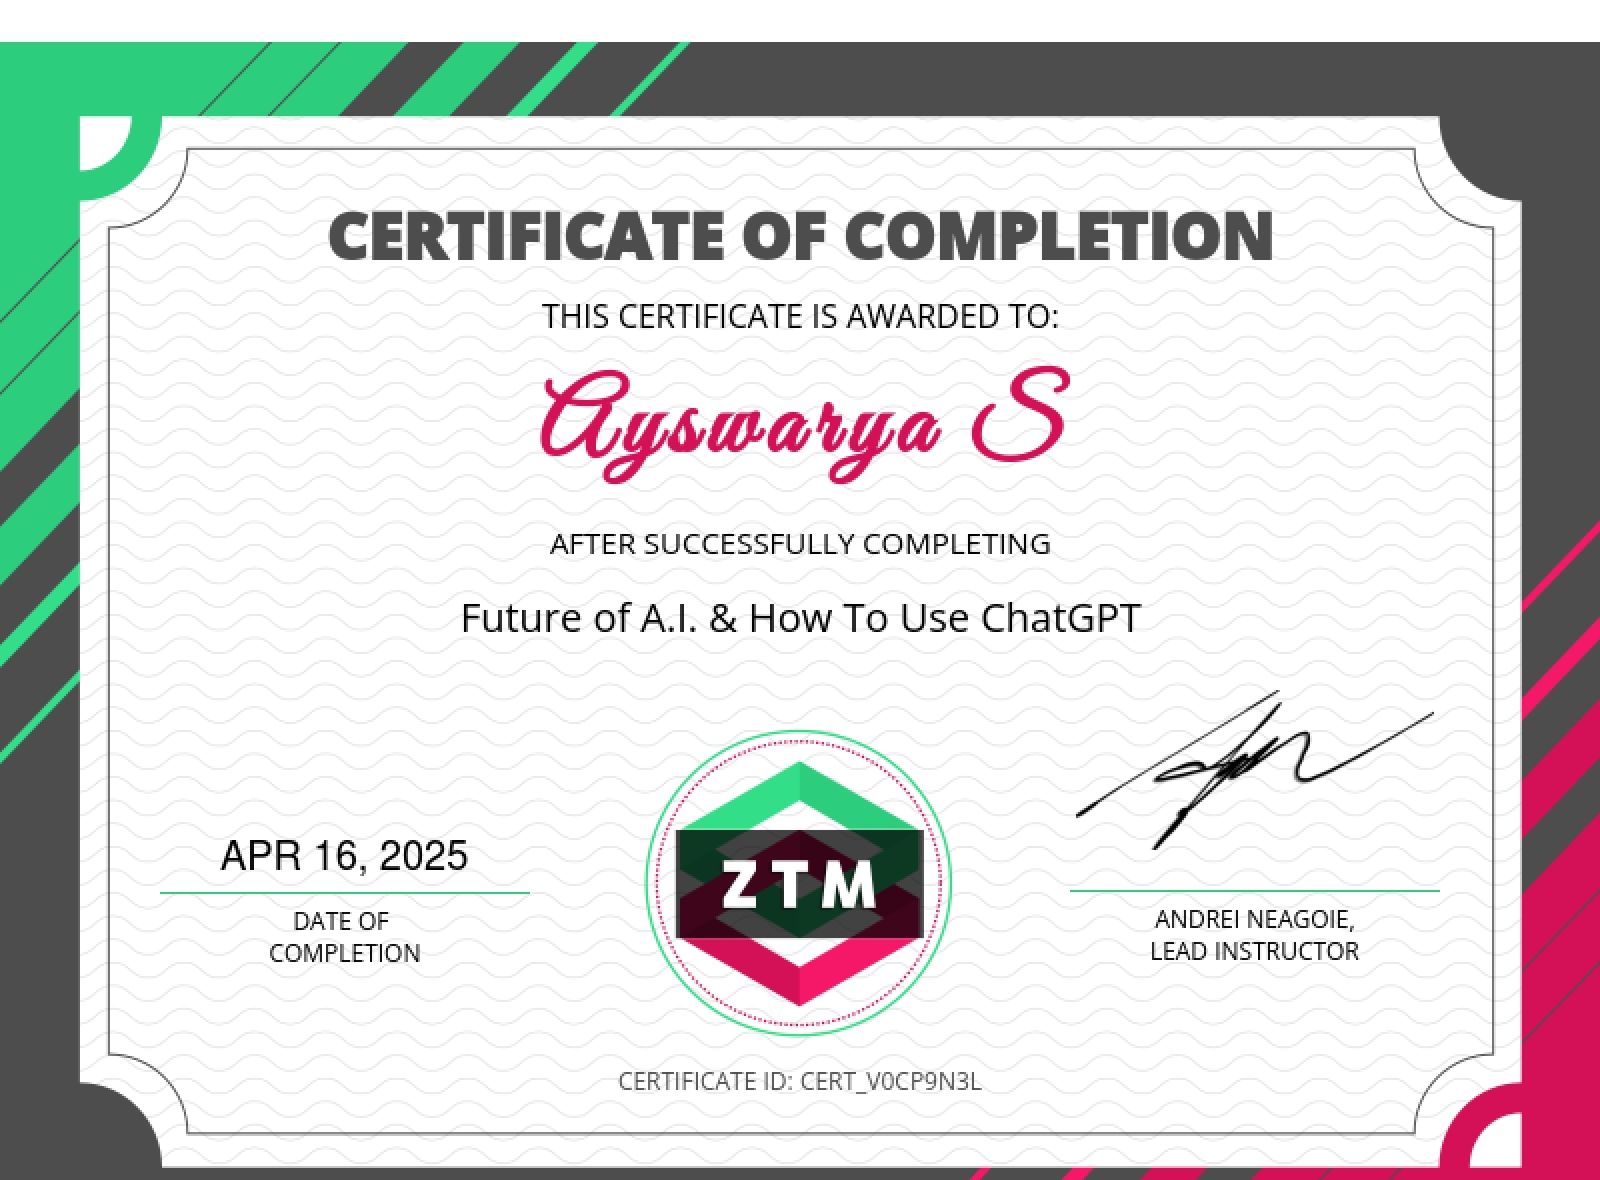 CERTIFICATE OF COMPLETION
THIS CERTIFICATE IS AWARDED TO:
Ayswarya S
AFTER SUCCESSFULLY COMPLETING
Future of A.I. & How To Use ChatGPT
APR 16, 2025
DATE OF
COMPLETION
ZTM
ANDREI NEAGOIE,
LEAD INSTRUCTOR
CERTIFICATE ID: CERT_V0CP9N3L